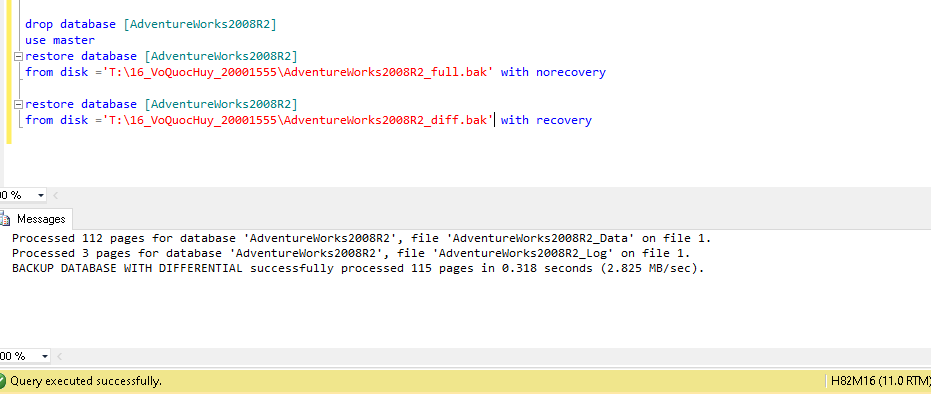 drop database [AdventureWorks2008R2]
use master
restore database [AdventureWorks2008R2]
from disk ='T:\16_VoQuocHuy_20001555\AdventureWorks2008R2_full.bak' with norecovery
restore database [AdventureWorks2008R2]
from disk ='T:\16_VoQuocHuy_20001555\AdventureWorks2008R2_diff.bak' with recovery
00 %
Messages
Processed 112 pages for database 'AdventureWorks2008R2', file 'AdventureWorks2008R2_Data' on file 1.
Processed 3 pages for database 'AdventureWorks2008R2', file 'AdventureWorks2008R2_Log' on file 1.
BACKUP DATABASE WITH DIFFERENTIAL successfully processed 115 pages in 0.318 seconds (2.825 MB/sec).
00 %
Query executed successfully.
H82M16 (11.0 RTM)